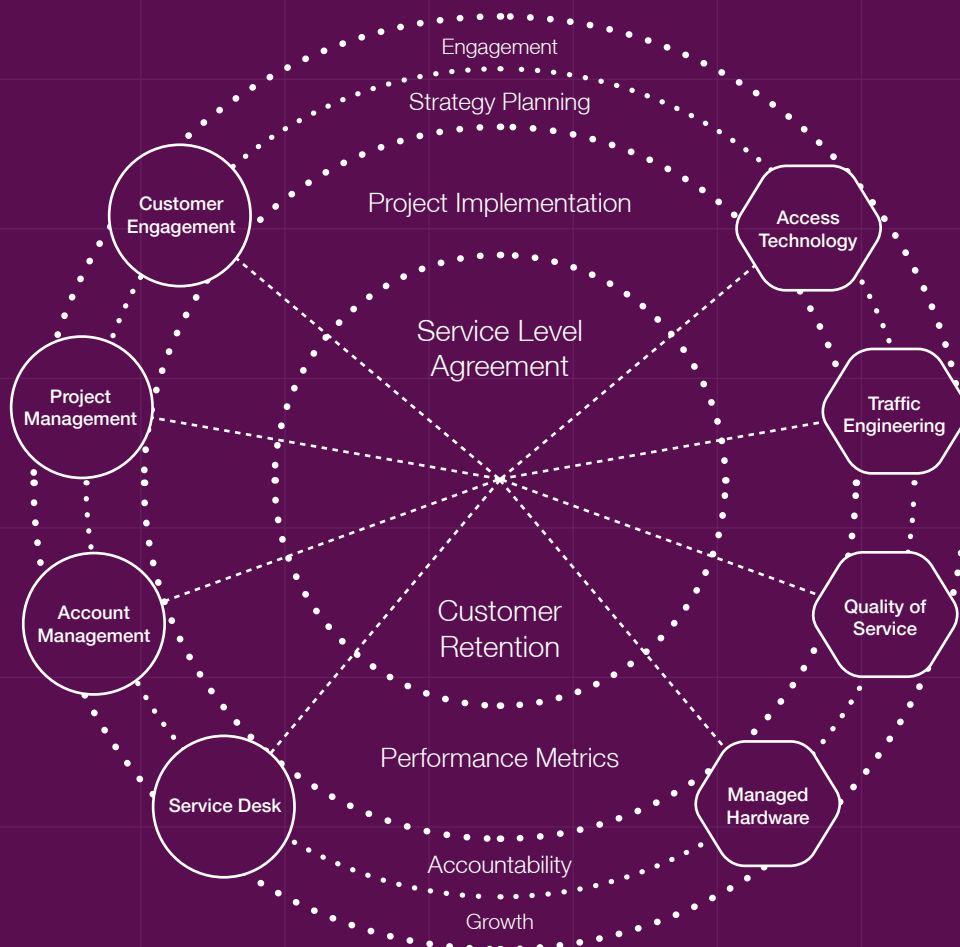 Engagement
Strategy Planning
Project Implementation
Customer
Engagement
Access
Technology
Service Level
Agreement
Project
Management
Traffic
Engineering
Account
Management
Customer
Retention
Quality of
Service
Performance Metrics
Service Desk
Managed
Hardware
Accountability
Growth